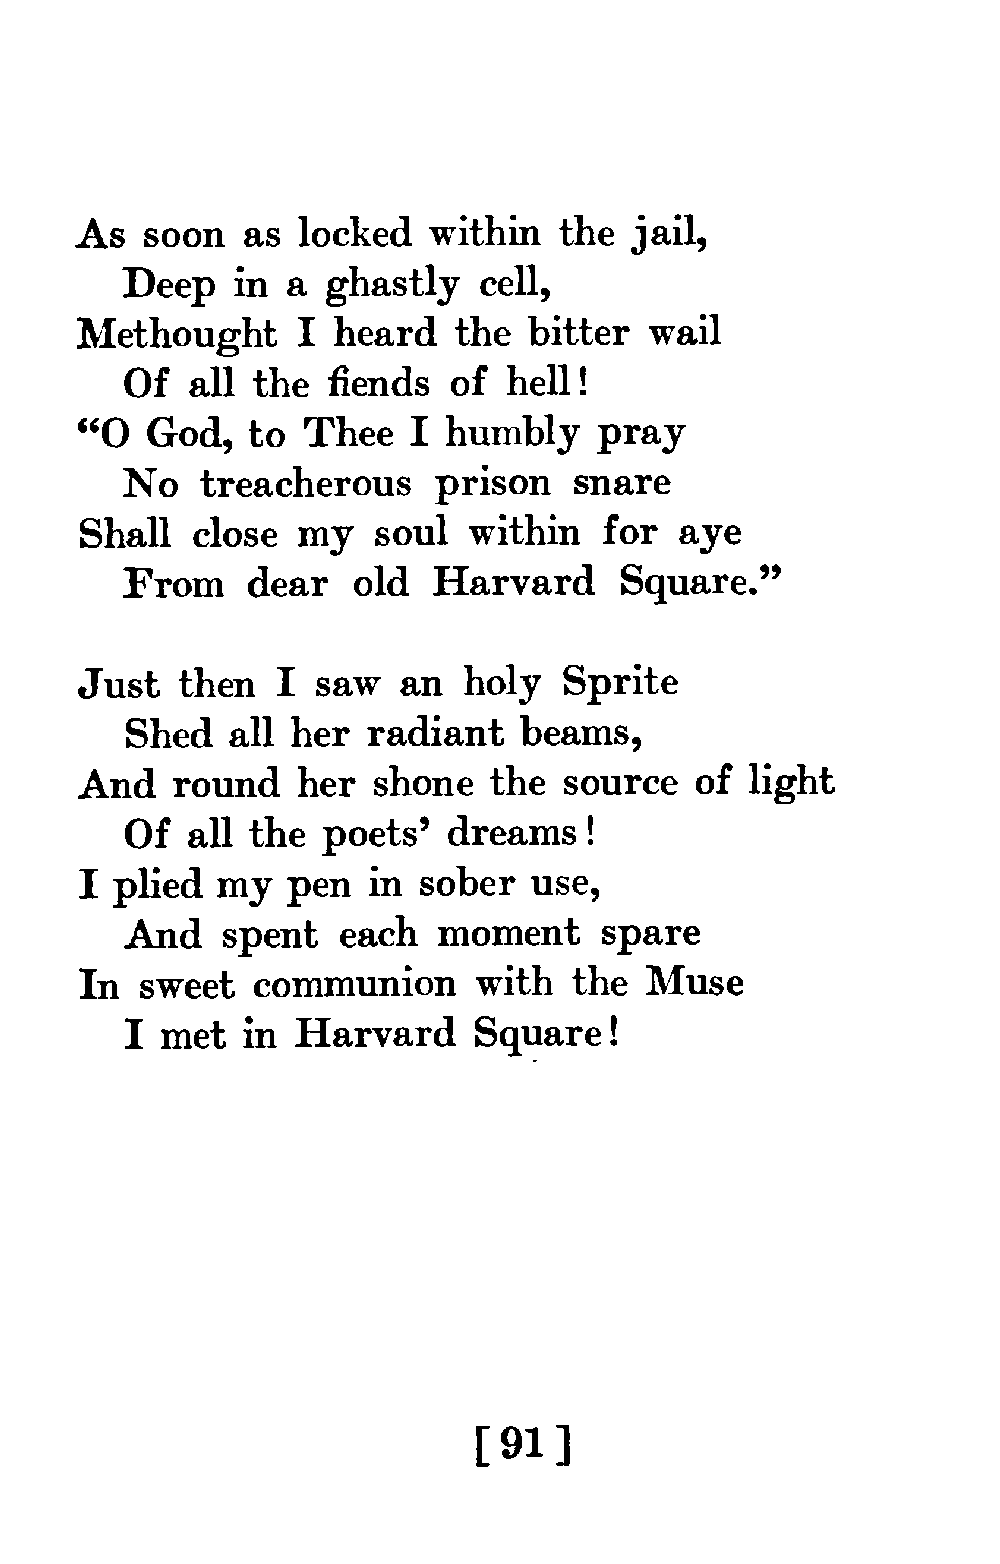 As soon as locked within the jail,
Deep in a ghastly cell,
Methought I heard the bitter wail
Of all the fiends of hell!
“O God, to Thee I humbly pray
No treacherous prison snare
Shall close my soul within for aye
From dear old Harvard Square.”

Just then I saw an holy Sprite
Shed all her radiant beams,
And round her shone the source of light
Of all the poets’ dreams!
I plied my pen in sober use,
And spent each moment spare
In sweet communion with the Muse
I met in Harvard Square!

[91]